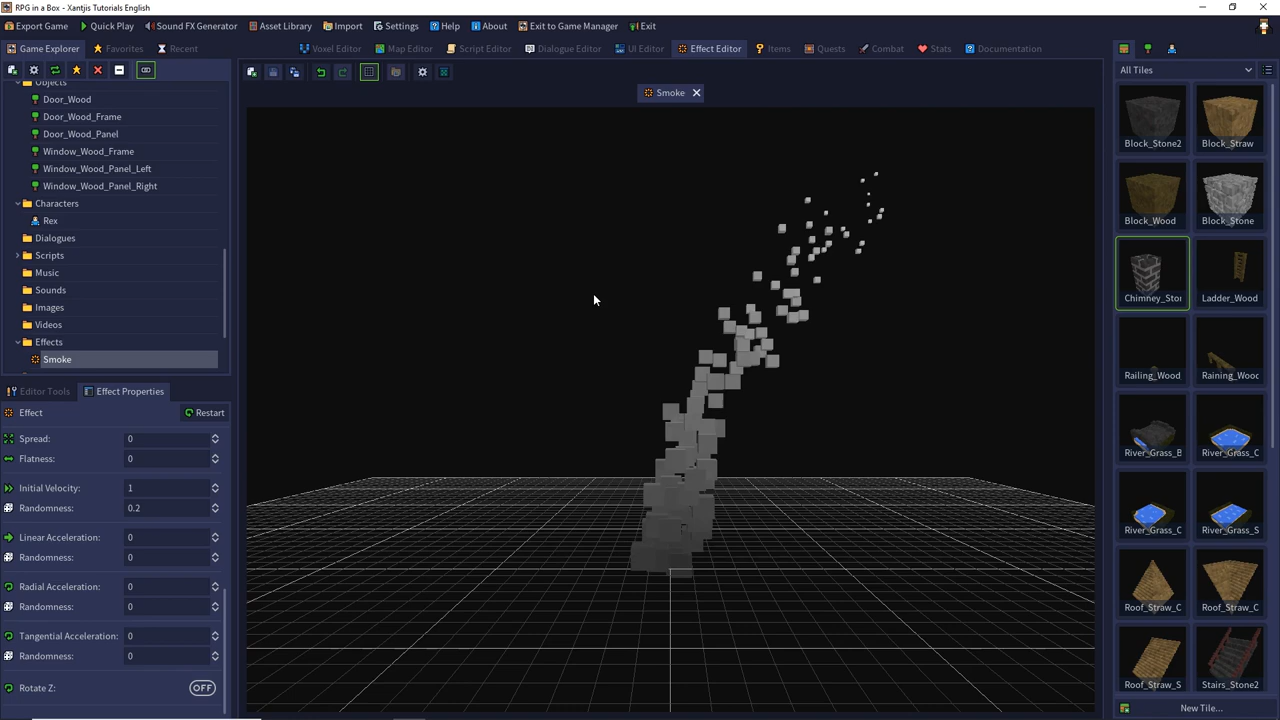 RPG in a Box - Xantjis Tutorials English
Export Game
Quick Play
Sound FX Generator
Asset Library
Import
Settings
Help
About
Exit to Game Manager
Exit
Game Explorer
Favorites
Recent
Voxel Editor
Map Editor
Script Editor
Dialogue Editor
UI Editor
Effect Editor
Items
Quests
Combat
Stats
Documentation
Smoke
Objects
Door_Wood
Door_Wood_Frame
Door_Wood_Panel
Window_Wood_Frame
Window_Wood_Panel_Left
Window_Wood_Panel_Right
Characters
Rex
Dialogues
Scripts
Music
Sounds
Images
Videos
Effects
Smoke
Editor Tools
Effect Properties
Effect
Restart
Spread: 0
Flatness: 0
Initial Velocity: 1
Randomness: 0.2
Linear Acceleration: 0
Randomness: 0
Radial Acceleration: 0
Randomness: 0
Tangential Acceleration: 0
Randomness: 0
Rotate Z: OFF
All Tiles
Block_Stone2
Block_Straw
Block_Wood
Block_Stone
Chimney_Stor
Ladder_Wood
Railing_Wood
Raining_Wooc
River_Grass_B
River_Grass_C
River_Grass_C
River_Grass_S
Roof_Straw_C
Roof_Straw_C
Roof_Straw_S
Stairs_Stone2
New Tile...